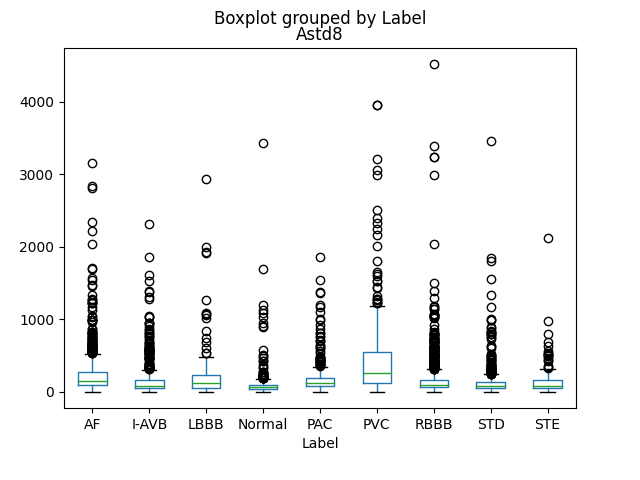 Boxplot grouped by Label
Astd8
4000
3000
2000
1000
0
AF I-AVB LBBB Normal PAC PVC RBBB STD STE
Label